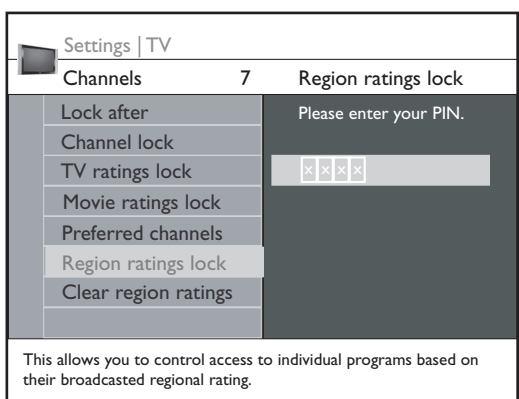 Settings | TV
Channels 7 Region ratings lock
Lock after
Channel lock
TV ratings lock
Movie ratings lock
Preferred channels
Region ratings lock
Clear region ratings
Please enter your PIN.
× × × ×
This allows you to control access to individual programs based on
their broadcasted regional rating.